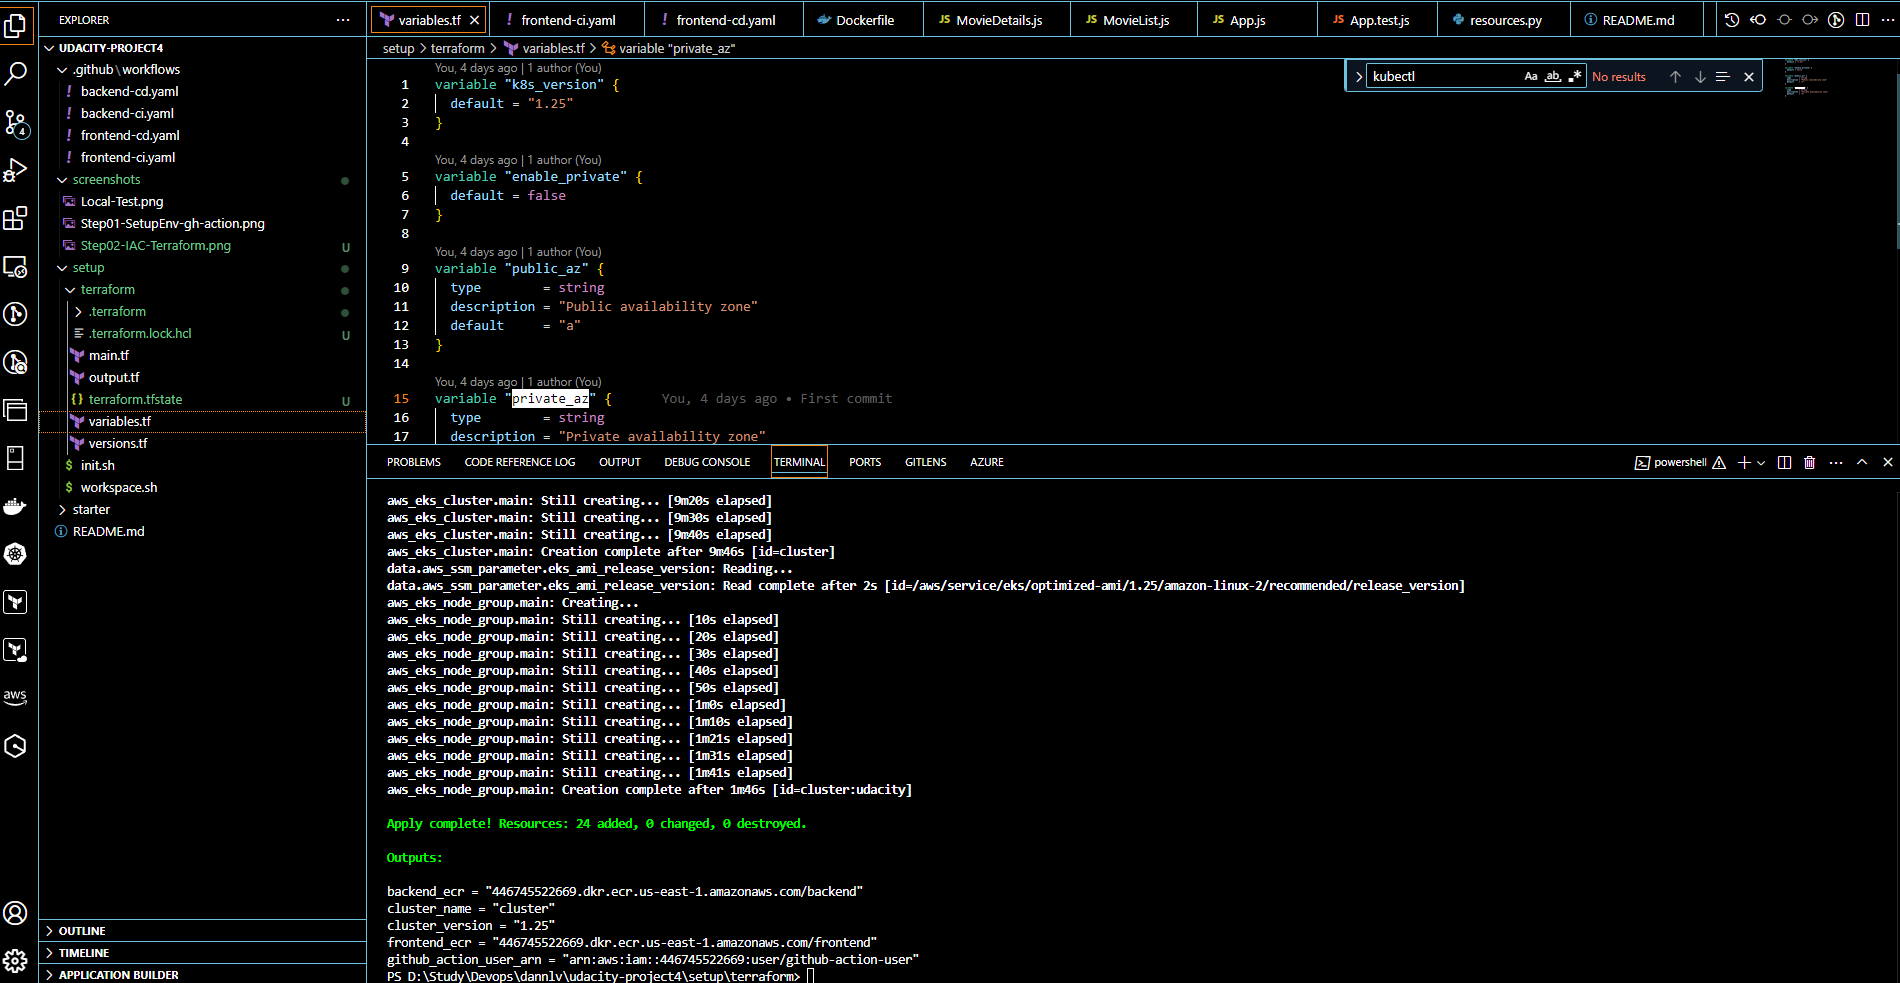 EXPLORER
UDACITY-PROJECT4
.github\workflows
backend-cd.yaml
backend-ci.yaml
frontend-cd.yaml
frontend-ci.yaml
screenshots
Local-Test.png
Step01-SetupEnv-gh-action.png
Step02-IAC-Terraform.png U
setup
terraform
.terraform
.terraform.lock.hcl U
main.tf
output.tf
terraform.tfstate U
variables.tf
versions.tf
init.sh
workspace.sh
starter
README.md
4
aws
OUTLINE
TIMELINE
APPLICATION BUILDER
variables.tf
frontend-ci.yaml
frontend-cd.yaml
Dockerfile
JS MovieDetails.js
JS MovieList.js
JS App.js
JS App.test.js
resources.py
README.md
setup > terraform > variables.tf > variable "private_az"
kubectl Aa ab .* No results
You, 4 days ago | 1 author (You)
1 variable "k8s_version" {
2 default = "1.25"
3 }
4
You, 4 days ago | 1 author (You)
5 variable "enable_private" {
6 default = false
7 }
8
You, 4 days ago | 1 author (You)
9 variable "public_az" {
10 type = string
11 description = "Public availability zone"
12 default = "a"
13 }
14
You, 4 days ago | 1 author (You)
15 variable "private_az" { You, 4 days ago • First commit
16 type = string
17 description = "Private availability zone"
PROBLEMS CODE REFERENCE LOG OUTPUT DEBUG CONSOLE TERMINAL PORTS GITLENS AZURE
powershell
aws_eks_cluster.main: Still creating... [9m20s elapsed]
aws_eks_cluster.main: Still creating... [9m30s elapsed]
aws_eks_cluster.main: Still creating... [9m40s elapsed]
aws_eks_cluster.main: Creation complete after 9m46s [id=cluster]
data.aws_ssm_parameter.eks_ami_release_version: Reading...
data.aws_ssm_parameter.eks_ami_release_version: Read complete after 2s [id=/aws/service/eks/optimized-ami/1.25/amazon-linux-2/recommended/release_version]
aws_eks_node_group.main: Creating...
aws_eks_node_group.main: Still creating... [10s elapsed]
aws_eks_node_group.main: Still creating... [20s elapsed]
aws_eks_node_group.main: Still creating... [30s elapsed]
aws_eks_node_group.main: Still creating... [40s elapsed]
aws_eks_node_group.main: Still creating... [50s elapsed]
aws_eks_node_group.main: Still creating... [1m0s elapsed]
aws_eks_node_group.main: Still creating... [1m10s elapsed]
aws_eks_node_group.main: Still creating... [1m21s elapsed]
aws_eks_node_group.main: Still creating... [1m31s elapsed]
aws_eks_node_group.main: Still creating... [1m41s elapsed]
aws_eks_node_group.main: Creation complete after 1m46s [id=cluster:udacity]
Apply complete! Resources: 24 added, 0 changed, 0 destroyed.
Outputs:
backend_ecr = "446745522669.dkr.ecr.us-east-1.amazonaws.com/backend"
cluster_name = "cluster"
cluster_version = "1.25"
frontend_ecr = "446745522669.dkr.ecr.us-east-1.amazonaws.com/frontend"
github_action_user_arn = "arn:aws:iam::446745522669:user/github-action-user"
PS D:\Study\Devops\dannlv\udacity-project4\setup\terraform>